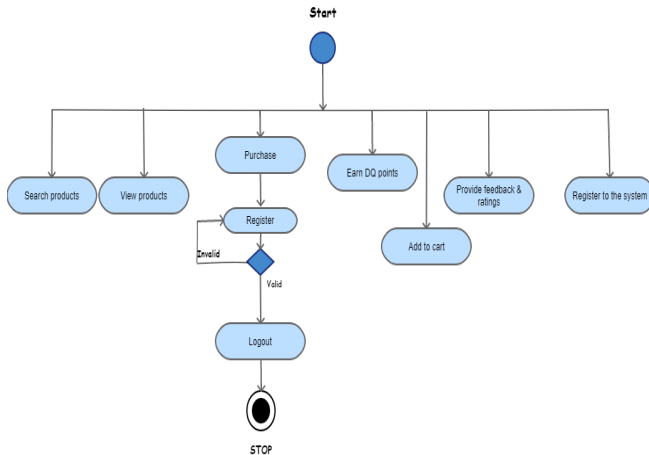 Start
Purchase
Earn DQ points
Search products
View products
Provide feedback &
ratings
Register to the system
Register
Add to cart
Invalid
Valid
Logout
STOP